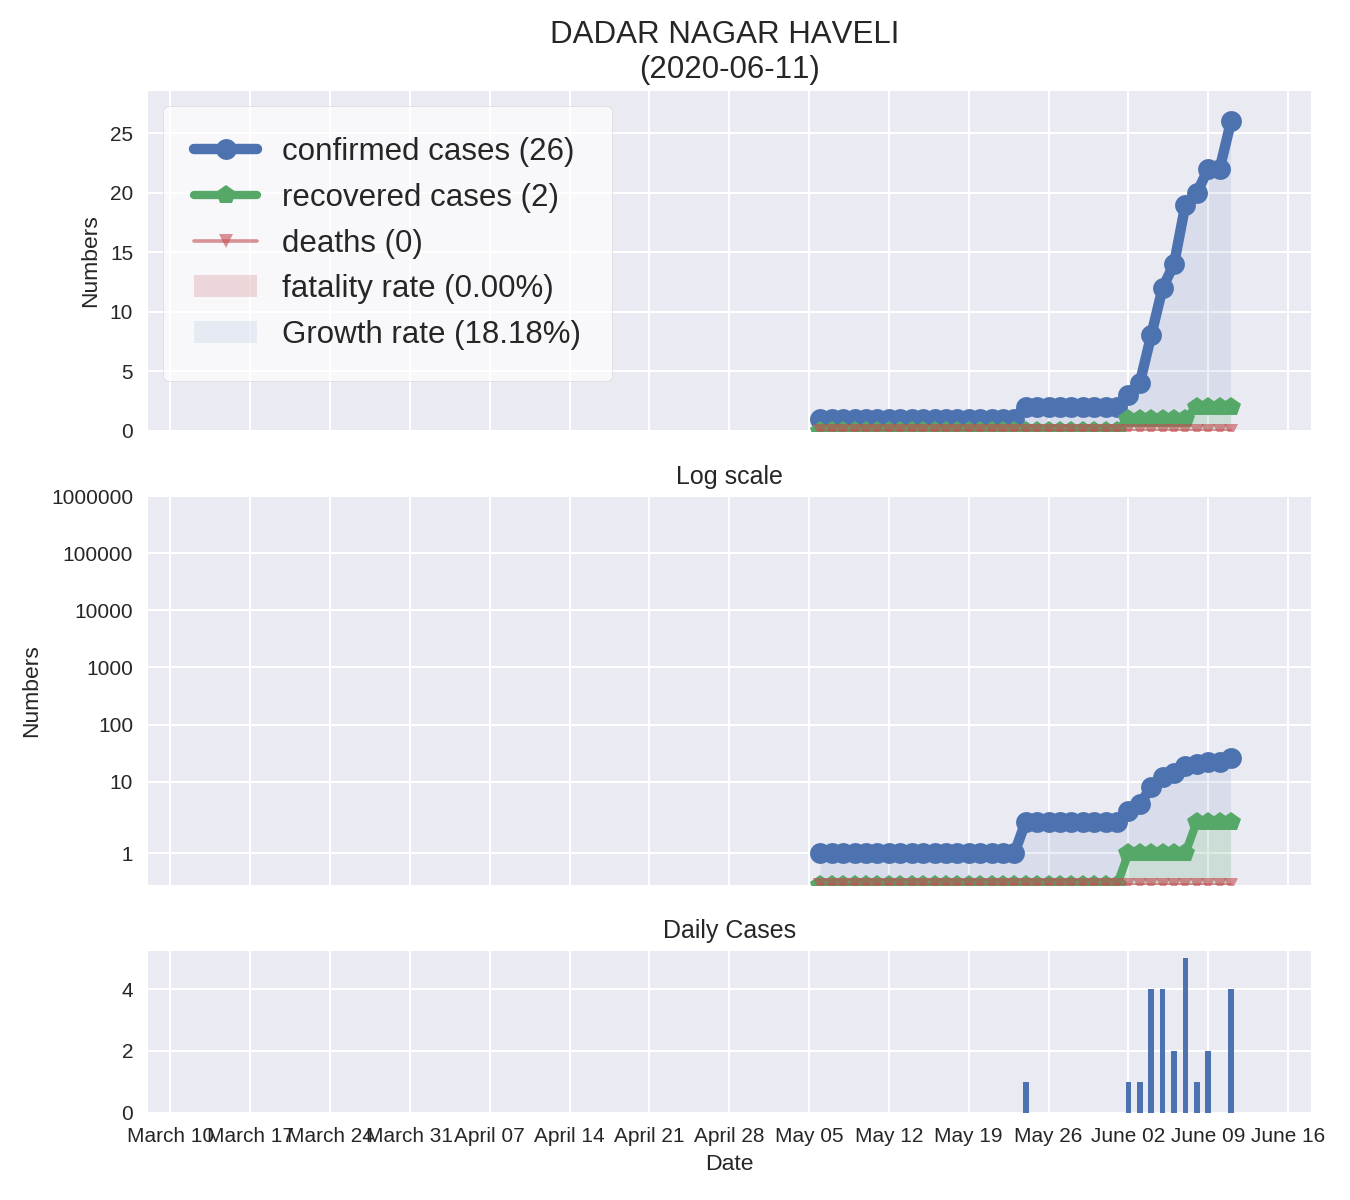 DADAR NAGAR HAVELI
(2020-06-11)
confirmed cases (26)
recovered cases (2)
deaths (0)
fatality rate (0.00%)
Growth rate (18.18%)
25
20
15
10
5
0
Numbers
Log scale
1000000
100000
10000
1000
100
10
1
Numbers
Daily Cases
4
2
0
March 10 March 17 March 24 March 31 April 07 April 14 April 21 April 28 May 05 May 12 May 19 May 26 June 02 June 09 June 16
Date